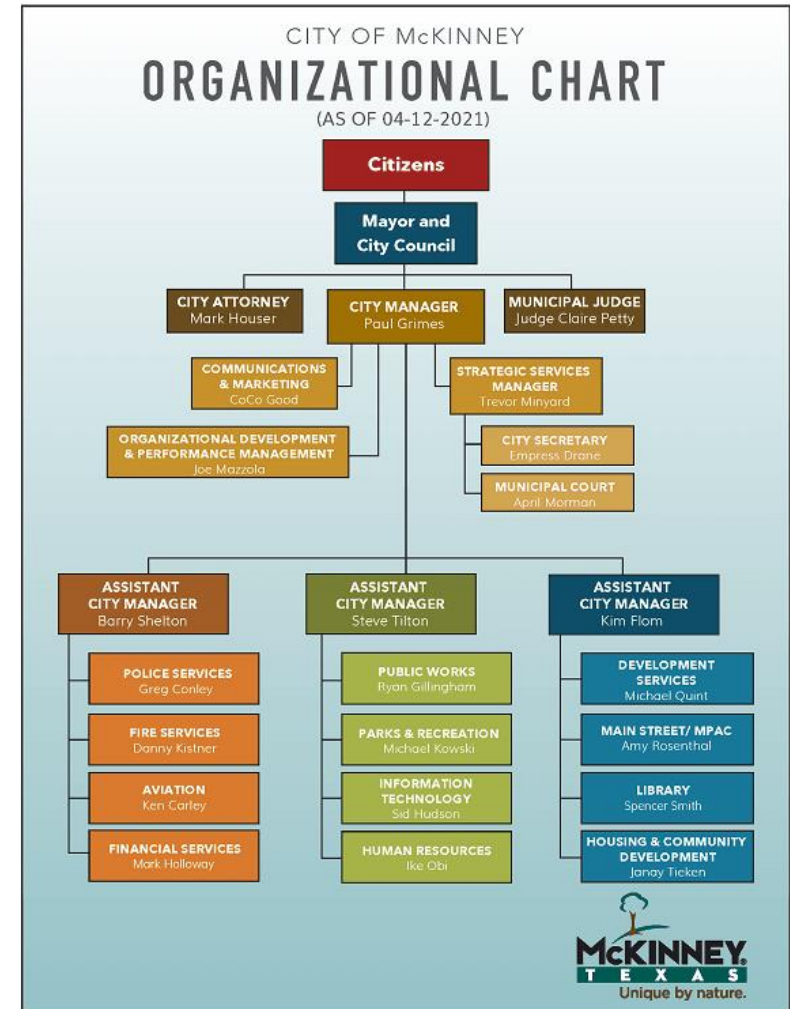 CITY OF McKINNEY
ORGANIZATIONAL CHART
(AS OF 04-12-2021)
Citizens
Mayor and
City Council
CITY ATTORNEY
Mark Houser
CITY MANAGER
Paul Grimes
MUNICIPAL JUDGE
Judge Claire Petty
COMMUNICATIONS
& MARKETING
CoCo Good
STRATEGIC SERVICES
MANAGER
Trevor Minyard
ORGANIZATIONAL DEVELOPMENT
& PERFORMANCE MANAGEMENT
Joe Mazzola
CITY SECRETARY
Empress Drane
MUNICIPAL COURT
April Morman
ASSISTANT
CITY MANAGER
Barry Shelton
POLICE SERVICES
Greg Conley
FIRE SERVICES
Danny Kistner
AVIATION
Ken Carley
FINANCIAL SERVICES
Mark Holloway
ASSISTANT
CITY MANAGER
Steve Tilton
PUBLIC WORKS
Ryan Gillingham
PARKS & RECREATION
Michael Kowski
INFORMATION
TECHNOLOGY
Sid Hudson
HUMAN RESOURCES
Ike Obi
ASSISTANT
CITY MANAGER
Kim Flom
DEVELOPMENT
SERVICES
Michael Quint
MAIN STREET/ MPAC
Amy Rosenthal
LIBRARY
Spencer Smith
HOUSING & COMMUNITY
DEVELOPMENT
Janay Tieken
McKINNEY.
TEXAS
Unique by nature.